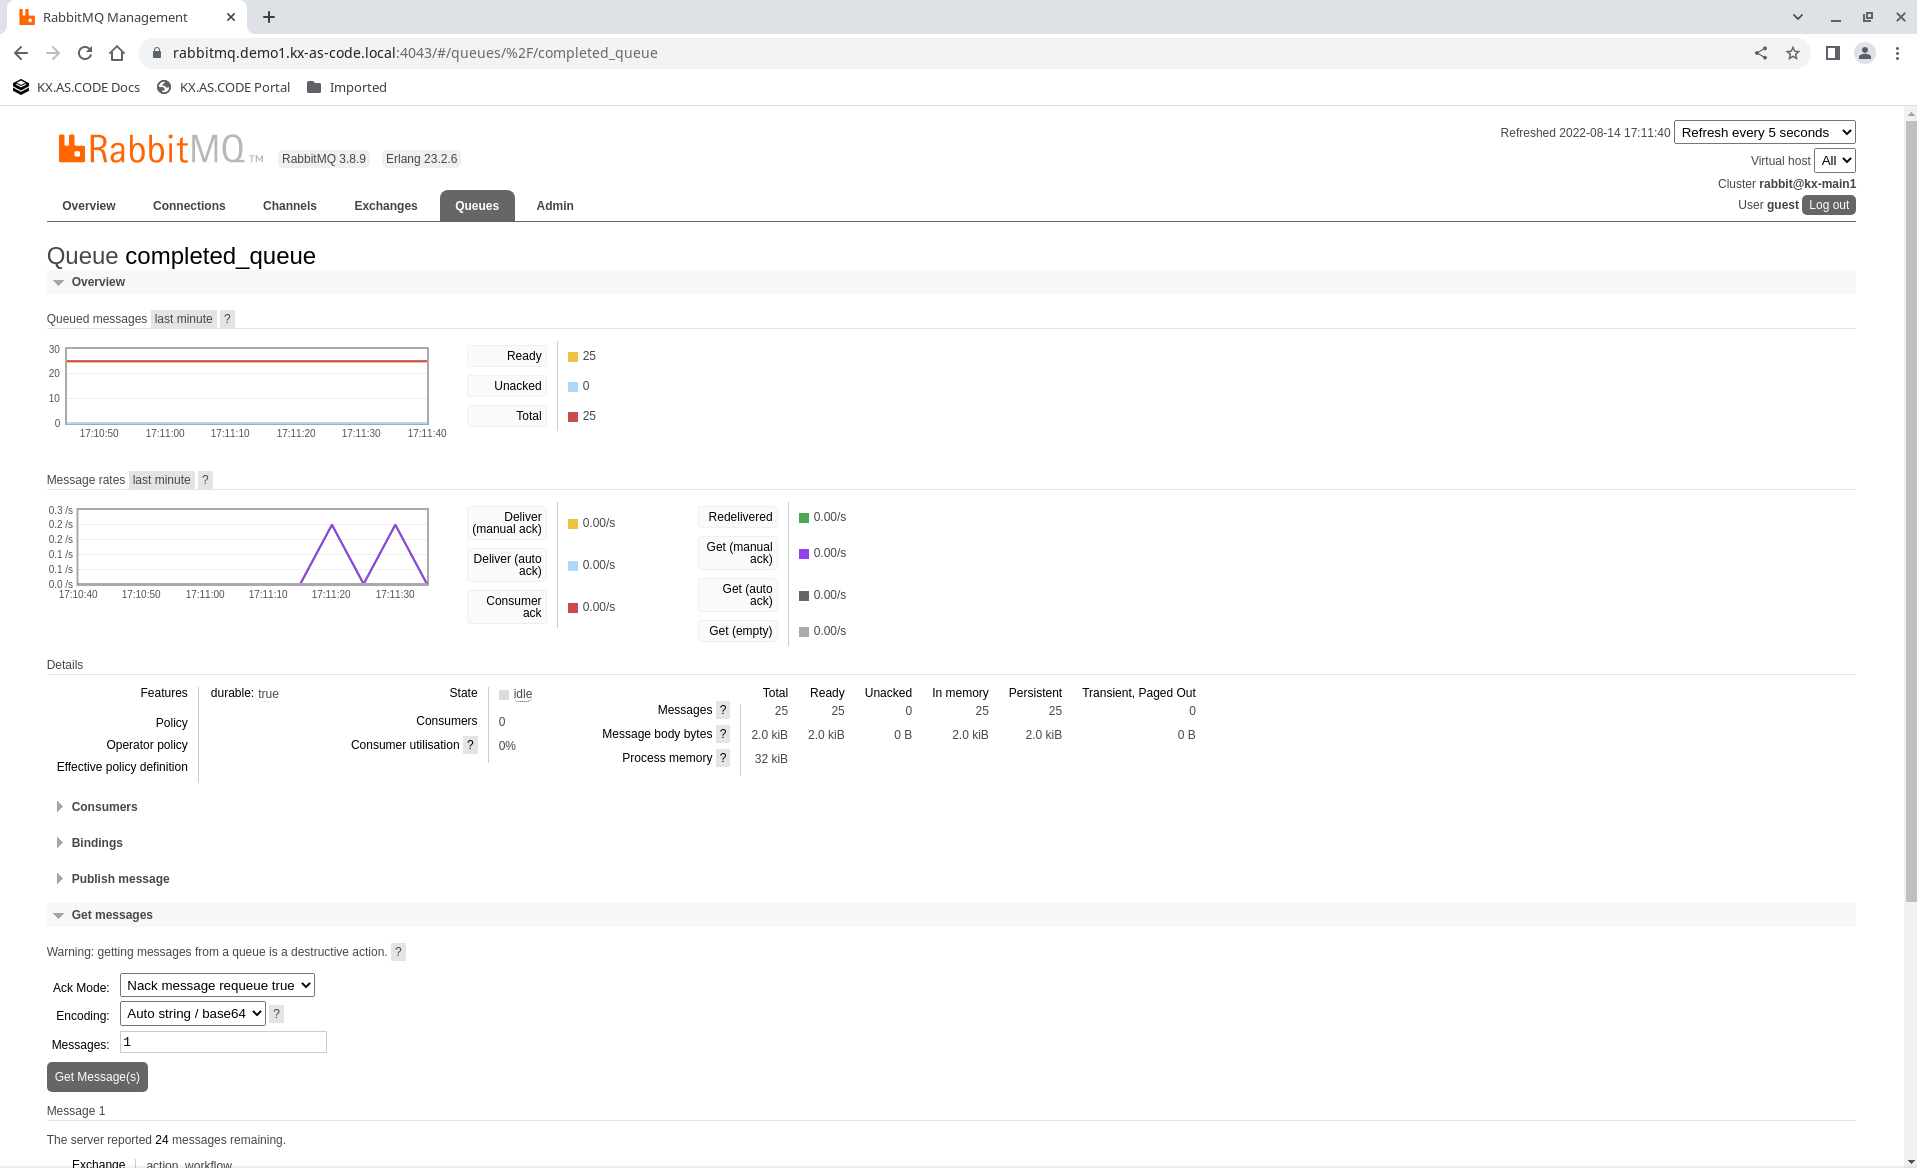 RabbitMQ Management
rabbitmq.demo1.kx-as-code.local:4043/#/queues/%2F/completed_queue
KX.AS.CODE Docs KX.AS.CODE Portal Imported
RabbitMQ TM RabbitMQ 3.8.9 Erlang 23.2.6
Refreshed 2022-08-14 17:11:40 Refresh every 5 seconds
Virtual host All
Cluster rabbit@kx-main1
User guest Log out
Overview Connections Channels Exchanges Queues Admin
Queue completed_queue
Overview
Queued messages last minute ?
30
20
10
0
17:10:50 17:11:00 17:11:10 17:11:20 17:11:30 17:11:40
Ready 25
Unacked 0
Total 25
Message rates last minute ?
0.3 /s
0.2 /s
0.2 /s
0.1 /s
0.1 /s
0.0 /s
17:10:40 17:10:50 17:11:00 17:11:10 17:11:20 17:11:30
Deliver
(manual ack) 0.00/s
Deliver (auto
ack) 0.00/s
Consumer
ack 0.00/s
Redelivered 0.00/s
Get (manual
ack) 0.00/s
Get (auto
ack) 0.00/s
Get (empty) 0.00/s
Details
Features durable: true
Policy
Operator policy
Effective policy definition
State idle
Consumers 0
Consumer utilisation ? 0%
Total Ready Unacked In memory Persistent Transient, Paged Out
Messages ? 25 25 0 25 25 0
Message body bytes ? 2.0 kiB 2.0 kiB 0 B 2.0 kiB 2.0 kiB 0 B
Process memory ? 32 kiB
Consumers
Bindings
Publish message
Get messages
Warning: getting messages from a queue is a destructive action. ?
Ack Mode: Nack message requeue true
Encoding: Auto string / base64 ?
Messages: 1
Get Message(s)
Message 1
The server reported 24 messages remaining.
Exchange action_workflow